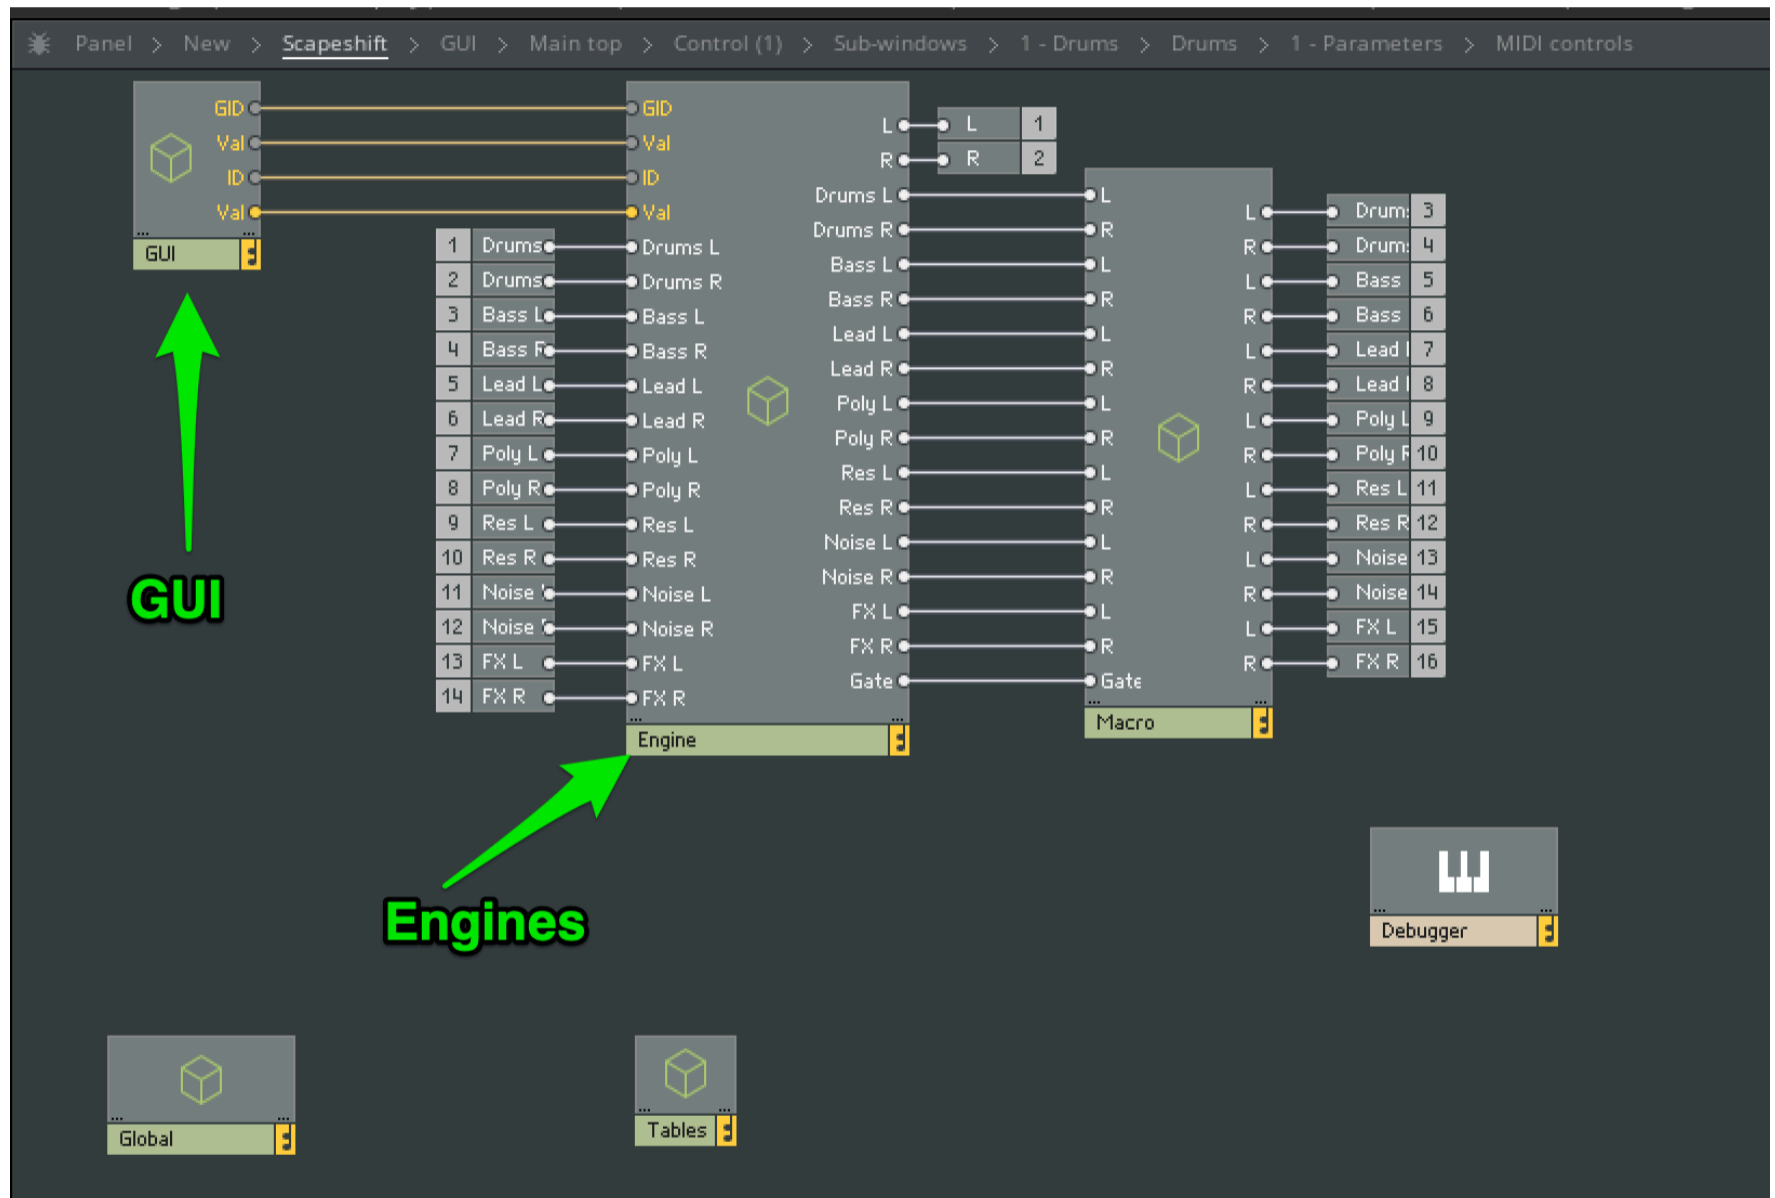 Panel > New > Scapeshift > GUI > Main top > Control (1) > Sub-windows > 1 - Drums > Drums > 1 - Parameters > MIDI controls
GID
Val
ID
Val
GUI
GUI
1 Drums
2 Drums
3 Bass L
4 Bass R
5 Lead L
6 Lead R
7 Poly L
8 Poly R
9 Res L
10 Res R
11 Noise
12 Noise
13 FX L
14 FX R
GID
Val
ID
Val
Drums L
Drums R
Bass L
Bass R
Lead L
Lead R
Poly L
Poly R
Res L
Res R
Noise L
Noise R
FX L
FX R
L
R
Drums L
Drums R
Bass L
Bass R
Lead L
Lead R
Poly L
Poly R
Res L
Res R
Noise L
Noise R
FX L
FX R
Gate
Engine
Engines
L 1
R 2
L
R
L
R
L
R
L
R
L
R
L
R
L
R
Gate
L
R
L
R
L
R
L
R
L
R
L
R
L
R
Macro
Drum 3
Drum 4
Bass 5
Bass 6
Lead 7
Lead 8
Poly L 9
Poly R 10
Res L 11
Res R 12
Noise 13
Noise 14
FX L 15
FX R 16
Debugger
Global
Tables